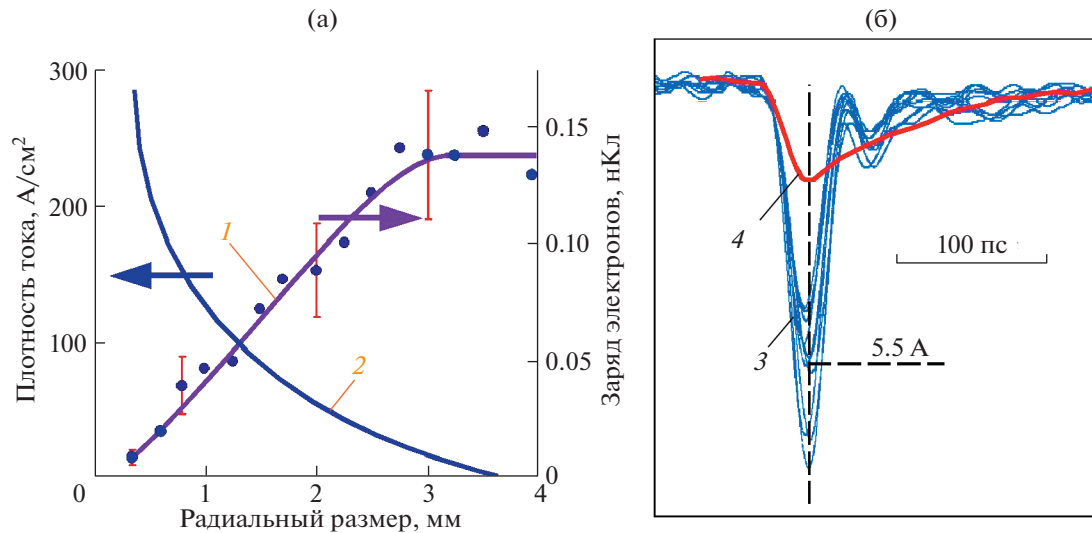 (а)
(б)
300
200
100
0
Плотность тока, А/см²
1
2
3
4
Радиальный размер, мм
0.15
0.10
0.05
0
Заряд электронов, нКл
1
2
4
3
100 пс
5.5 А